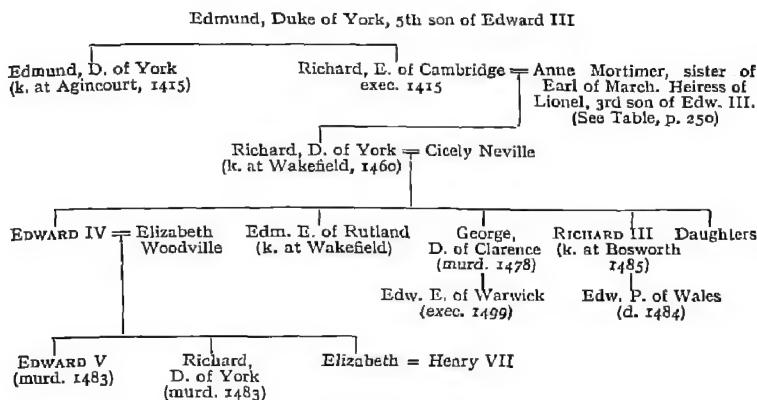 Edmund, Duke of York, 5th son of Edward III
Edmund, D. of York
(k. at Agincourt, 1415)
Richard, E. of Cambridge =
exec. 1415
Anne Mortimer, sister of
Earl of March. Heiress of
Lionel, 3rd son of Edw. III.
(See Table, p. 250)
Richard, D. of York = Cicely Neville
(k. at Wakefield, 1460)
EDWARD IV = Elizabeth
Woodville
Edm. E. of Rutland
(k. at Wakefield)
George,
D. of Clarence
(murd. 1478)
RICHARD III
(k. at Bosworth
1485)
Daughters
Edw. E. of Warwick
(exec. 1499)
Edw. P. of Wales
(d. 1484)
EDWARD V
(murd. 1483)
Richard,
D. of York
(murd. 1483)
Elizabeth = Henry VII